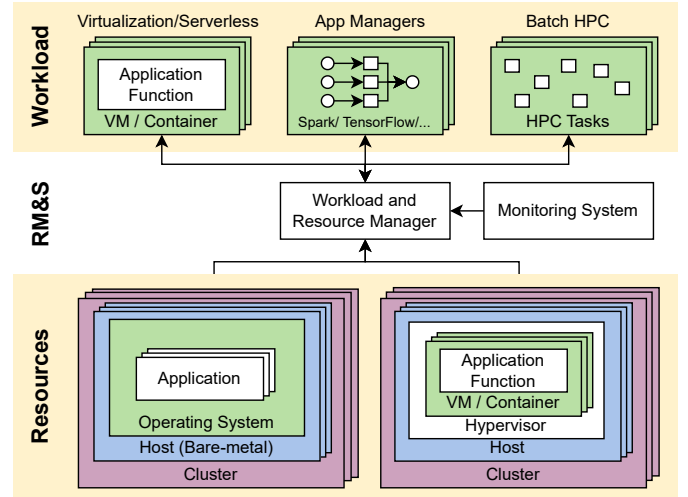 Workload
Virtualization/Serverless
App Managers
Batch HPC
Application
Function
VM / Container
Spark/ TensorFlow/...
HPC Tasks
RM&S
Workload and
Resource Manager
Monitoring System
Resources
Application
Operating System
Host (Bare-metal)
Cluster
Application
Function
VM / Container
Hypervisor
Host
Cluster